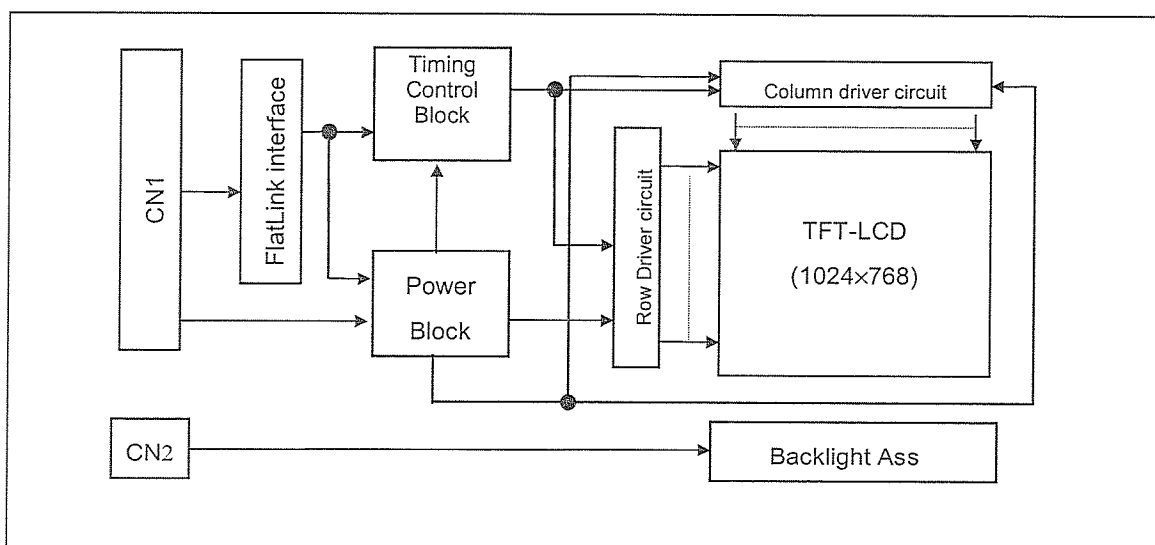 CN1
FlatLink interface
Timing
Control
Block
Power
Block
Row Driver circuit
Column driver circuit
TFT-LCD
(1024×768)
CN2
Backlight Ass